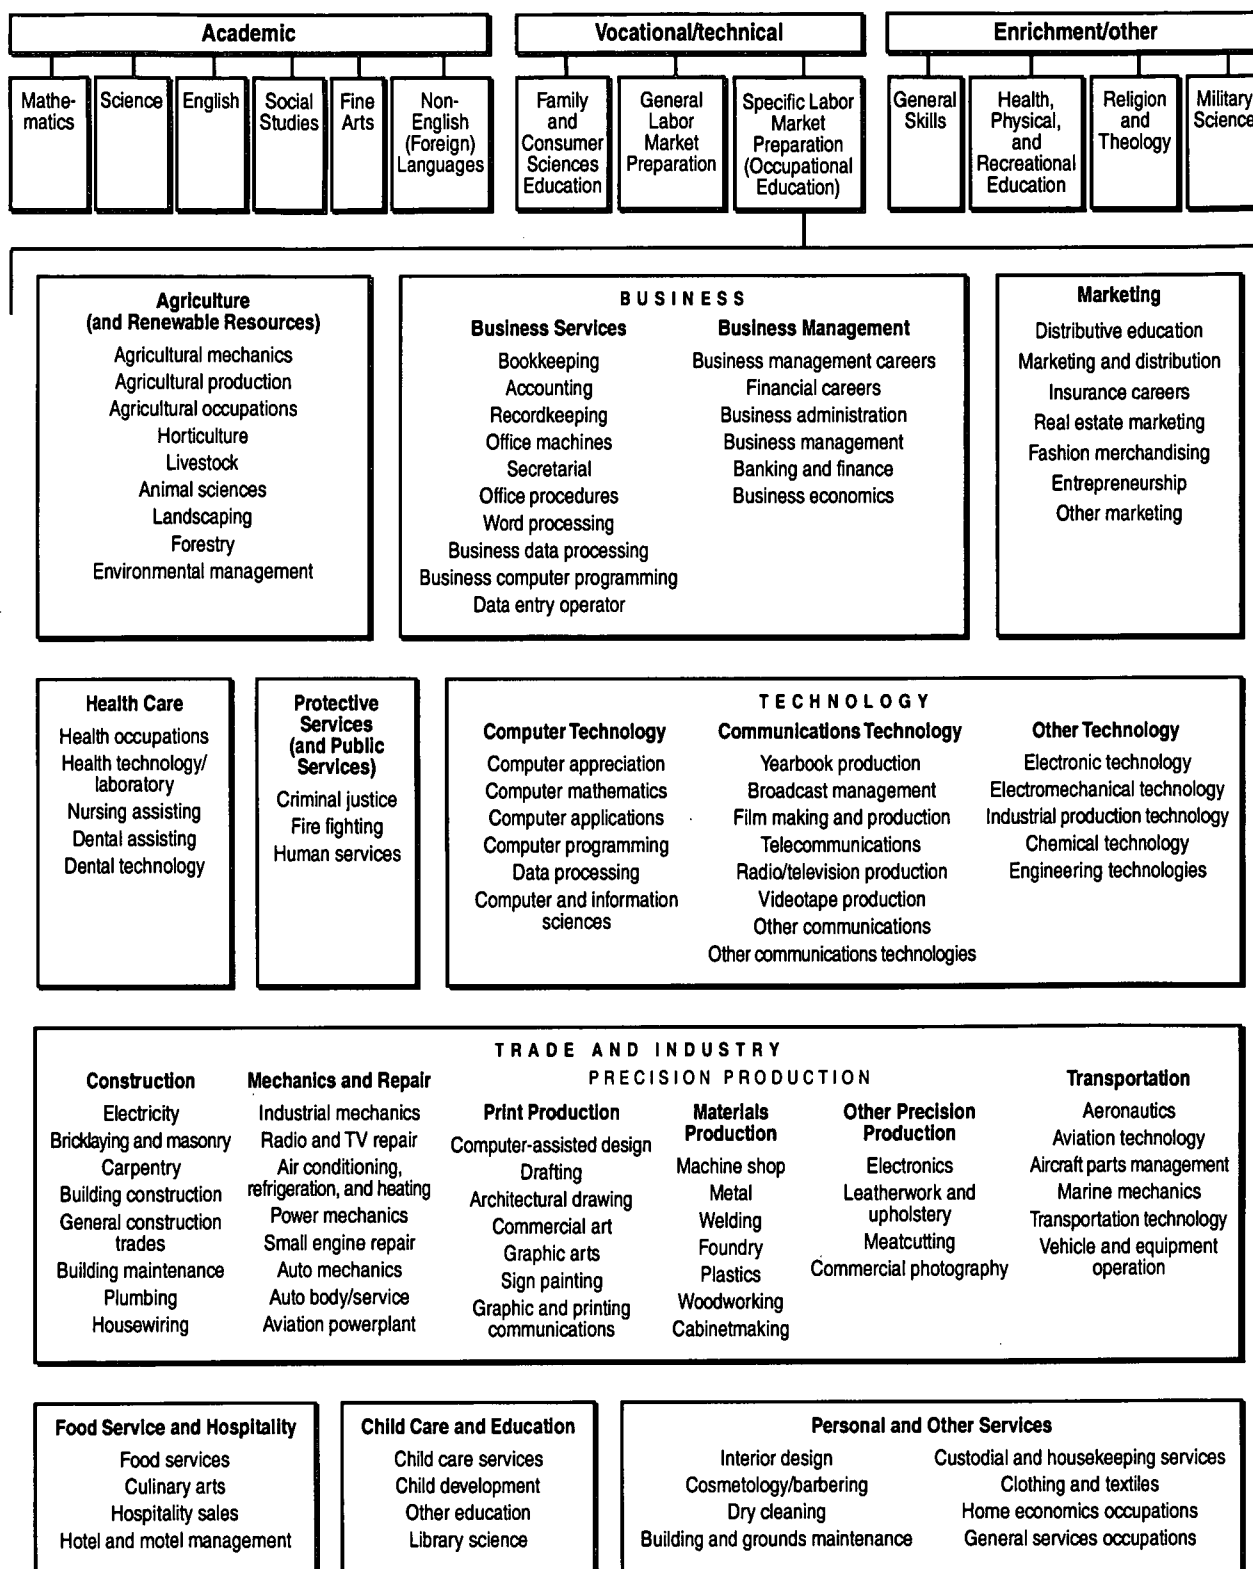 Academic
Vocational/technical
Enrichment/other
Mathe-
matics
Science
English
Social
Studies
Fine
Arts
Non-
English
(Foreign)
Languages
Family
and
Consumer
Sciences
Education
General
Labor
Market
Preparation
Specific Labor
Market
Preparation
(Occupational
Education)
General
Skills
Health,
Physical,
and
Recreational
Education
Religion
and
Theology
Military
Science
Agriculture
(and Renewable Resources)
Agricultural mechanics
Agricultural production
Agricultural occupations
Horticulture
Livestock
Animal sciences
Landscaping
Forestry
Environmental management
BUSINESS
Business Services
Bookkeeping
Accounting
Recordkeeping
Office machines
Secretarial
Office procedures
Word processing
Business data processing
Business computer programming
Data entry operator
Business Management
Business management careers
Financial careers
Business administration
Business management
Banking and finance
Business economics
Marketing
Distributive education
Marketing and distribution
Insurance careers
Real estate marketing
Fashion merchandising
Entrepreneurship
Other marketing
Health Care
Health occupations
Health technology/
laboratory
Nursing assisting
Dental assisting
Dental technology
Protective
Services
(and Public
Services)
Criminal justice
Fire fighting
Human services
TECHNOLOGY
Computer Technology
Computer appreciation
Computer mathematics
Computer applications
Computer programming
Data processing
Computer and information
sciences
Communications Technology
Yearbook production
Broadcast management
Film making and production
Telecommunications
Radio/television production
Videotape production
Other communications
Other communications technologies
Other Technology
Electronic technology
Electromechanical technology
Industrial production technology
Chemical technology
Engineering technologies
TRADE AND INDUSTRY
Construction
Electricity
Bricklaying and masonry
Carpentry
Building construction
General construction
trades
Building maintenance
Plumbing
Housewiring
Mechanics and Repair
Industrial mechanics
Radio and TV repair
Air conditioning,
refrigeration, and heating
Power mechanics
Small engine repair
Auto mechanics
Auto body/service
Aviation powerplant
PRECISION PRODUCTION
Print Production
Computer-assisted design
Drafting
Architectural drawing
Commercial art
Graphic arts
Sign painting
Graphic and printing
communications
Materials
Production
Machine shop
Metal
Welding
Foundry
Plastics
Woodworking
Cabinetmaking
Other Precision
Production
Electronics
Leatherwork and
upholstery
Meatcutting
Commercial photography
Transportation
Aeronautics
Aviation technology
Aircraft parts management
Marine mechanics
Transportation technology
Vehicle and equipment
operation
Food Service and Hospitality
Food services
Culinary arts
Hospitality sales
Hotel and motel management
Child Care and Education
Child care services
Child development
Other education
Library science
Personal and Other Services
Interior design
Cosmetology/barbering
Dry cleaning
Building and grounds maintenance
Custodial and housekeeping services
Clothing and textiles
Home economics occupations
General services occupations